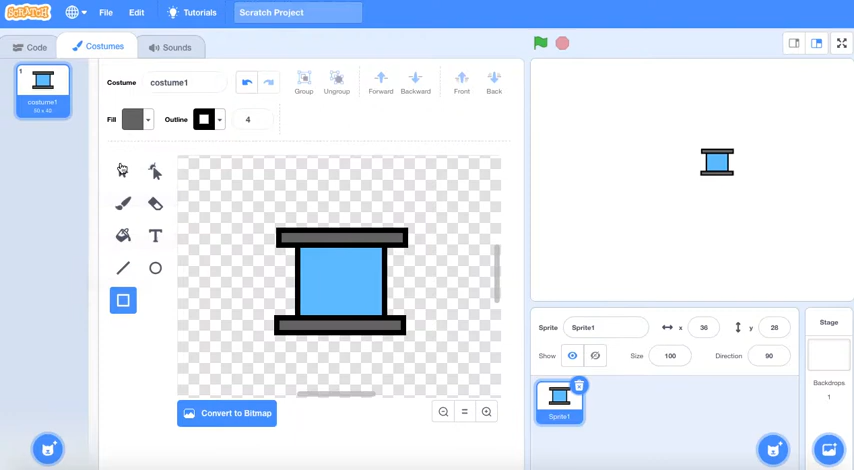 SCRATCH File Edit Tutorials Scratch Project
Code Costumes Sounds
1
costume1
Costume costume1 Group Ungroup Forward Backward Front Back
Fill Outline 4
T
Convert to Bitmap
Sprite Sprite1 x 36 y 28
Show Size 100 Direction 90
Sprite1
Stage
Backdrops
1